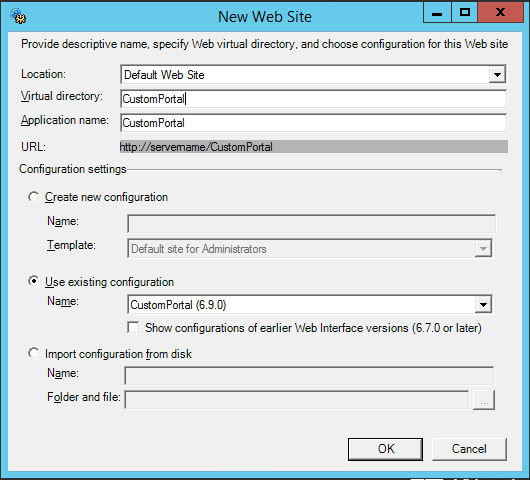 New Web Site
Provide descriptive name, specify Web virtual directory, and choose configuration for this Web site
Location: Default Web Site
Virtual directory: CustomPortal
Application name: CustomPortal
URL: http://servername/CustomPortal
Configuration settings
Create new configuration
Name:
Template: Default site for Administrators
Use existing configuration
Name: CustomPortal (6.9.0)
Show configurations of earlier Web Interface versions (6.7.0 or later)
Import configuration from disk
Name:
Folder and file: ...
OK Cancel